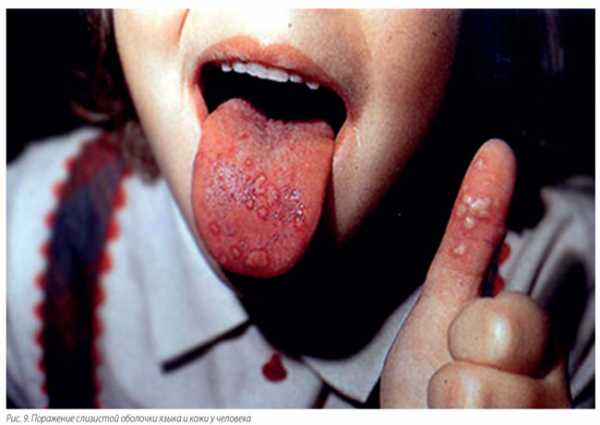 Рис. 9. Поражение слизистой оболочки языка и кожи у человека